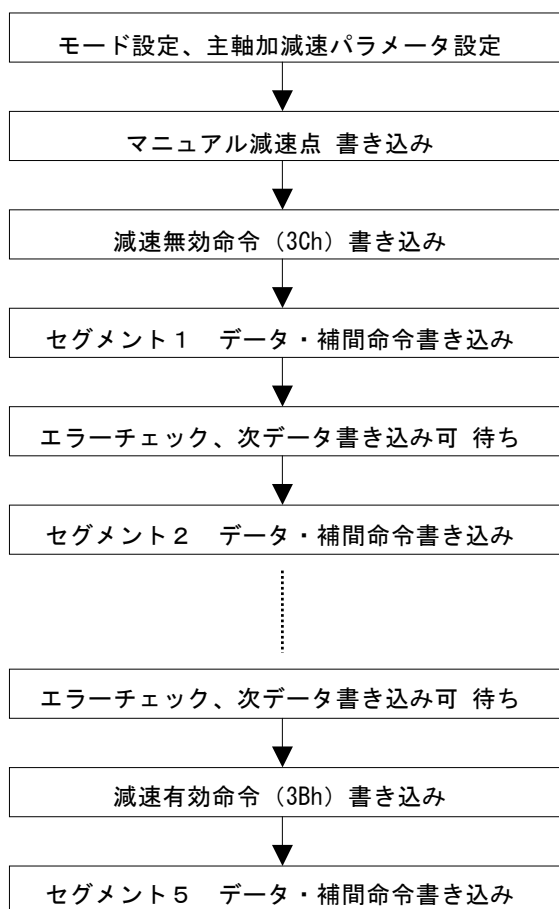 モード設定、主軸加減速パラメータ設定
マニュアル減速点 書き込み
減速無効命令（3Ch）書き込み
セグメント１　データ・補間命令書き込み
エラーチェック、次データ書き込み可 待ち
セグメント２　データ・補間命令書き込み
エラーチェック、次データ書き込み可 待ち
減速有効命令（3Bh）書き込み
セグメント５　データ・補間命令書き込み